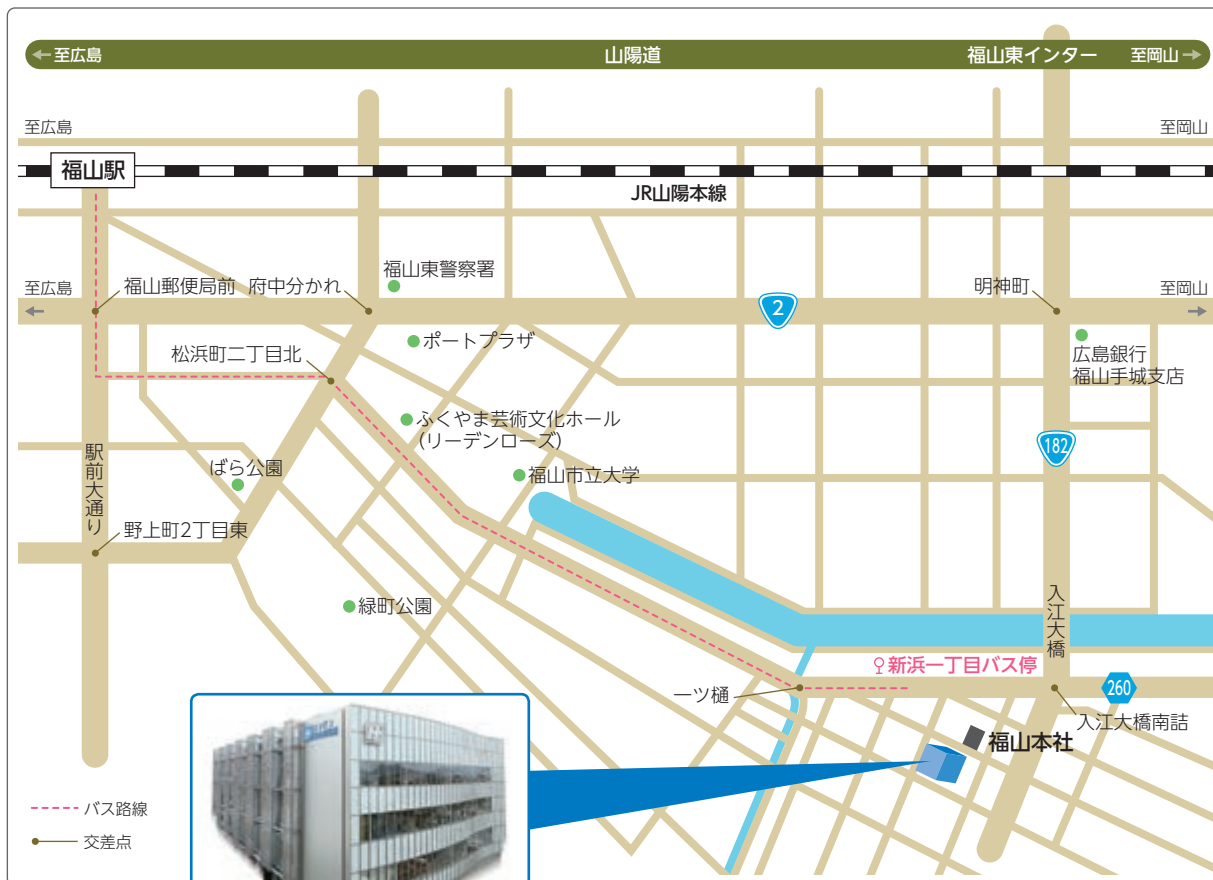 至広島
山陽道
福山東インター
至岡山
至広島
至岡山
福山駅
JR山陽本線
福山東警察署
至広島
福山郵便局前
府中分かれ
2
明神町
至岡山
ポートプラザ
松浜町二丁目北
広島銀行
福山手城支店
ふくやま芸術文化ホール
(リーデンローズ)
182
駅前大通り
ばら公園
福山市立大学
野上町2丁目東
緑町公園
入江大橋
新浜一丁目バス停
一ツ樋
260
入江大橋南詰
福山本社
バス路線
交差点